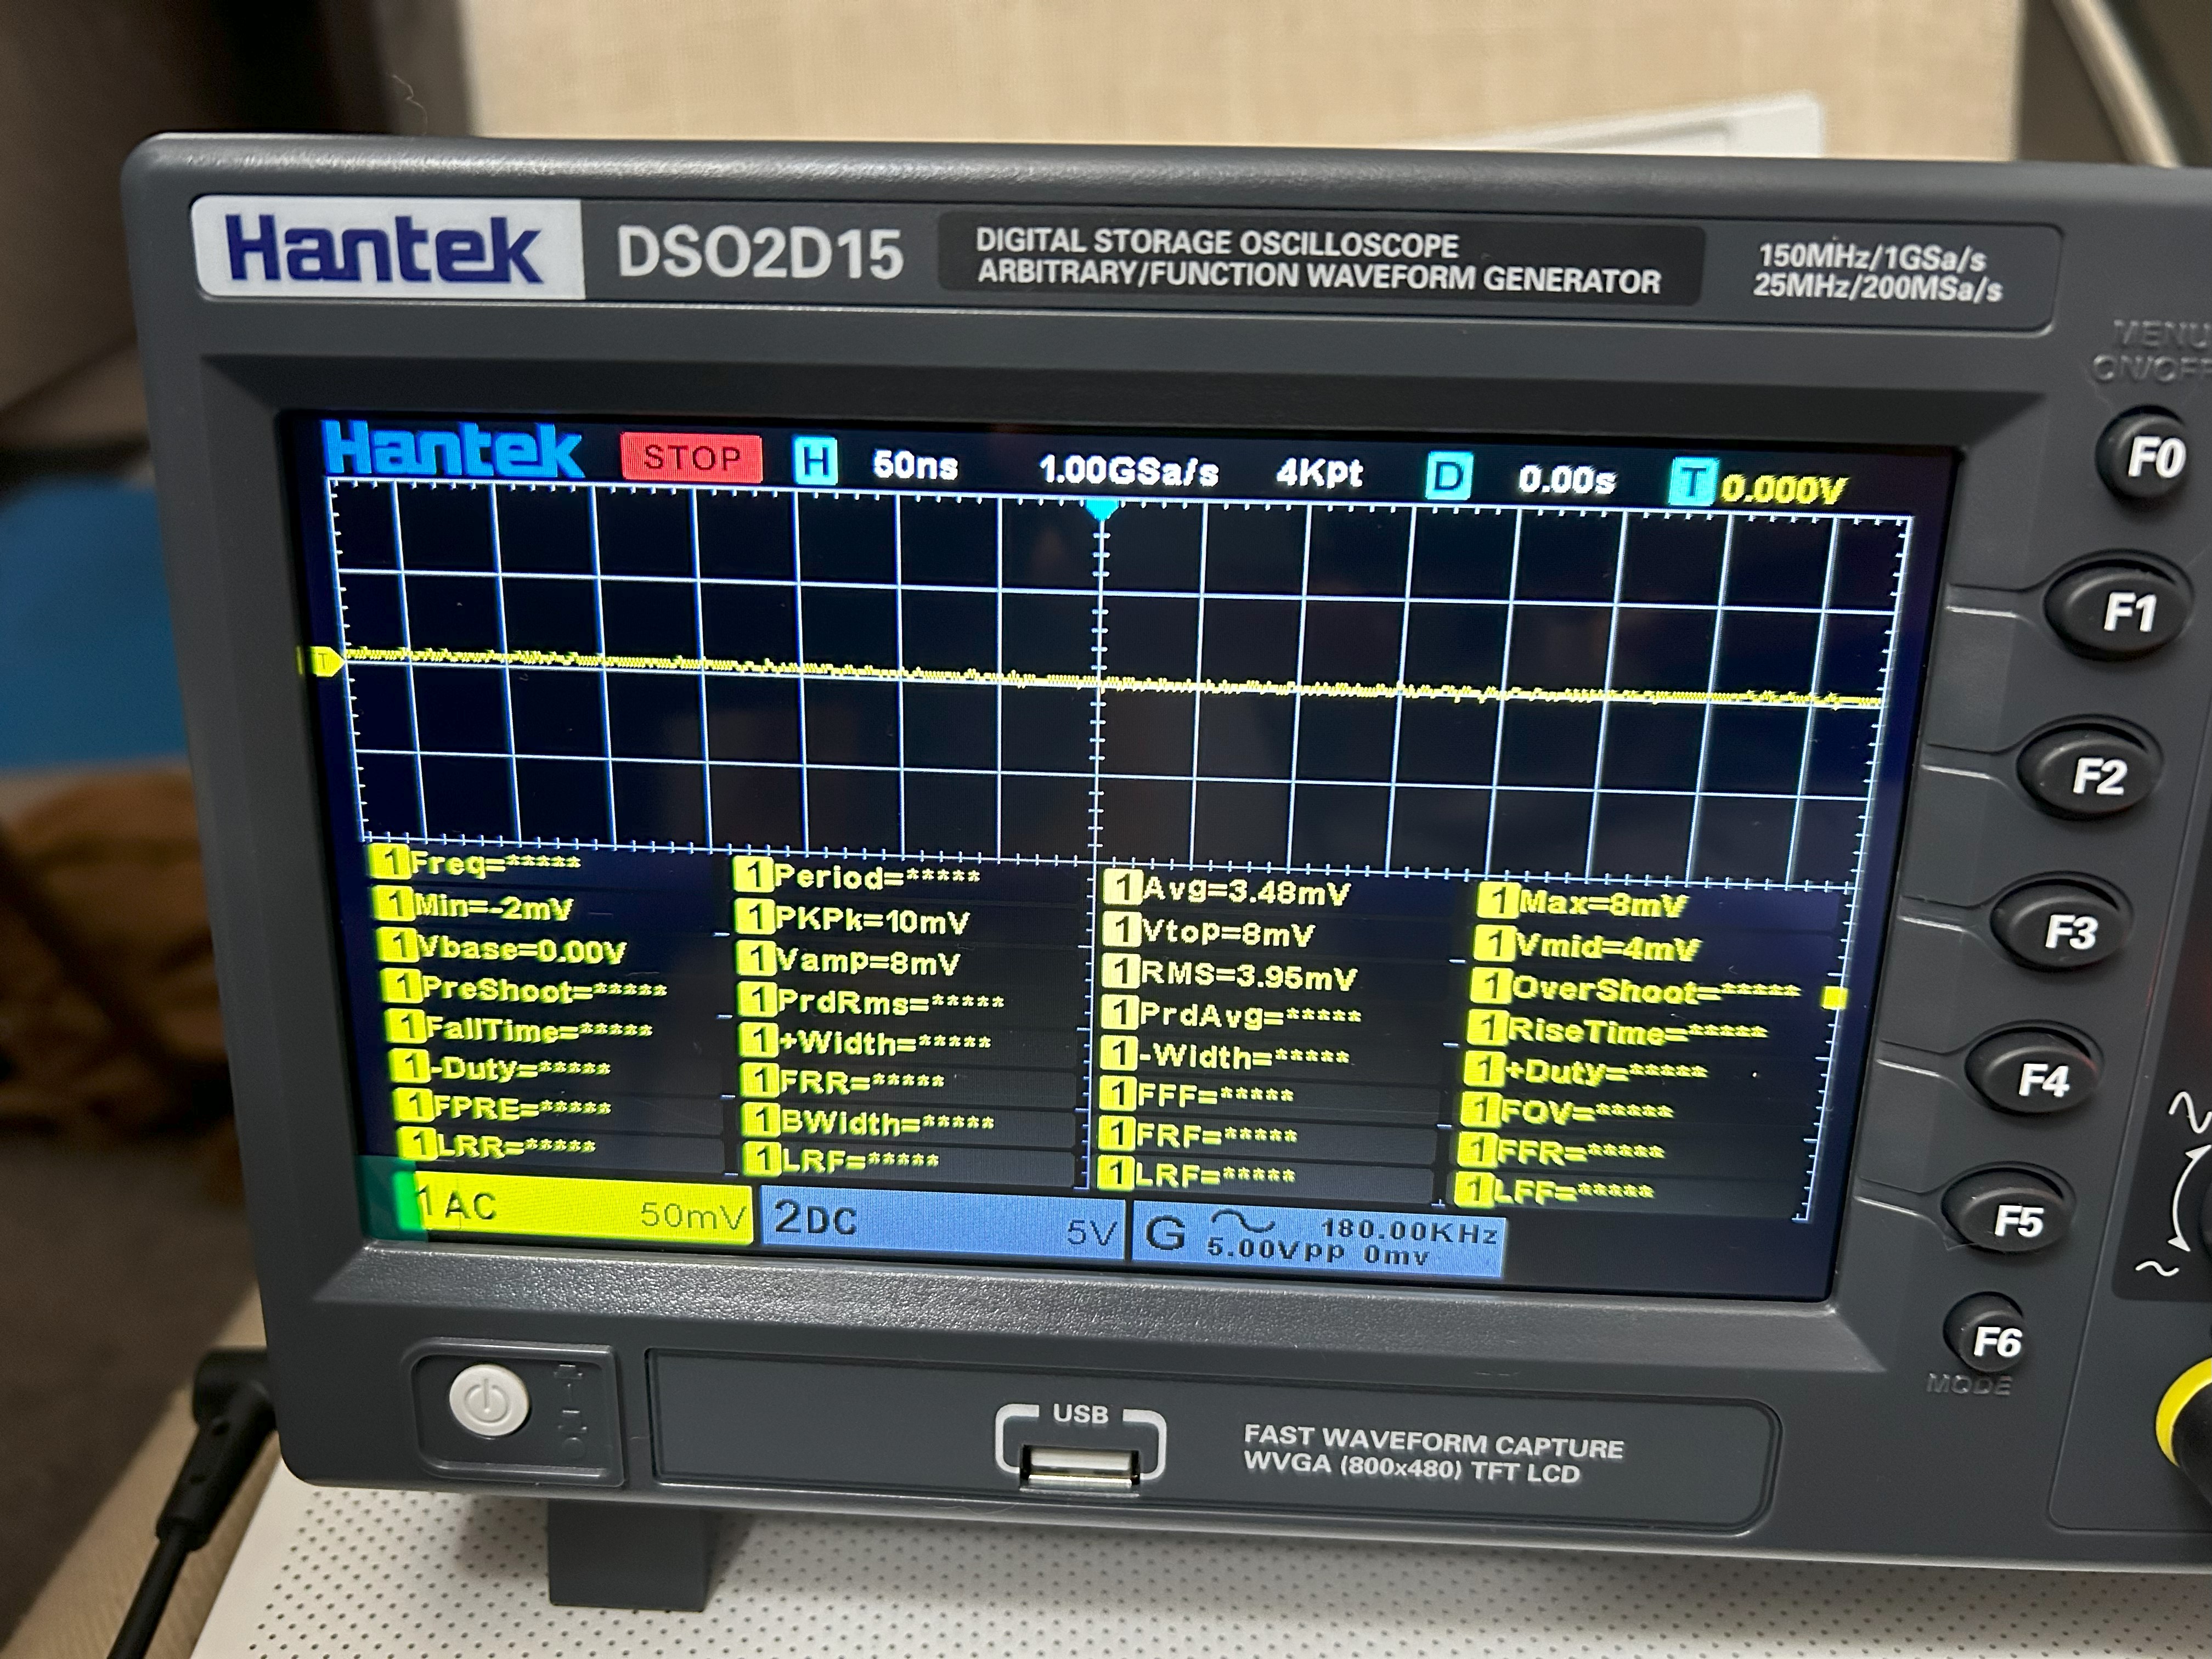 Hantek DSO2D15 DIGITAL STORAGE OSCILLOSCOPE 150MHz/1GSa/s
ARBITRARY/FUNCTION WAVEFORM GENERATOR 25MHz/200MSa/s
MENU
ON/OFF
F0
Hantek STOP H 50ns 1.00GSa/s 4Kpt D 0.00s T 0.000V
T
F1
F2
1 Freq=***** 1 Period=***** 1 Avg=3.48mV 1 Max=8mV
1 Min=-2mV 1 PKPk=10mV 1 Vtop=8mV 1 Vmid=4mV
1 Vbase=0.00V 1 Vamp=8mV 1 RMS=3.95mV 1 OverShoot=*****
1 PreShoot=***** 1 PrdRms=***** 1 PrdAvg=***** 1 RiseTime=*****
1 FallTime=***** 1 +Width=***** 1 -Width=***** 1 +Duty=*****
1 -Duty=***** 1 FRR=***** 1 FFF=***** 1 FOV=*****
1 FPRE=***** 1 BWidth=***** 1 FRF=***** 1 FFR=*****
1 LRR=***** 1 LRF=***** 1 LRF=***** 1 LFF=*****
F3
F4
1 AC 50mV 2DC 5V G 180.00KHz
5.00Vpp 0mv
F5
F6
MODE
USB
FAST WAVEFORM CAPTURE
WVGA (800x480) TFT LCD